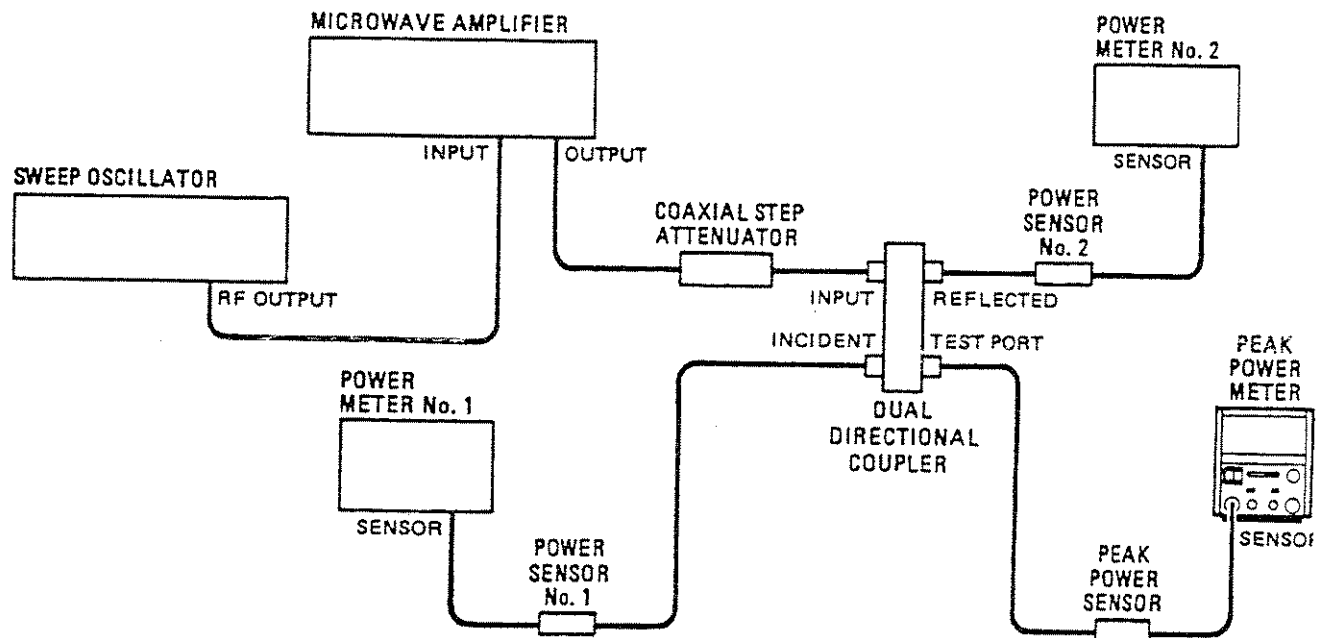 MICROWAVE AMPLIFIER
INPUT
OUTPUT
SWEEP OSCILLATOR
RF OUTPUT
COAXIAL STEP
ATTENUATOR
POWER
METER No. 2
SENSOR
POWER
SENSOR
No. 2
INPUT
REFLECTED
INCIDENT
TEST PORT
DUAL
DIRECTIONAL
COUPLER
POWER
METER No. 1
SENSOR
POWER
SENSOR
No. 1
PEAK
POWER
METER
SENSOR
PEAK
POWER
SENSOR